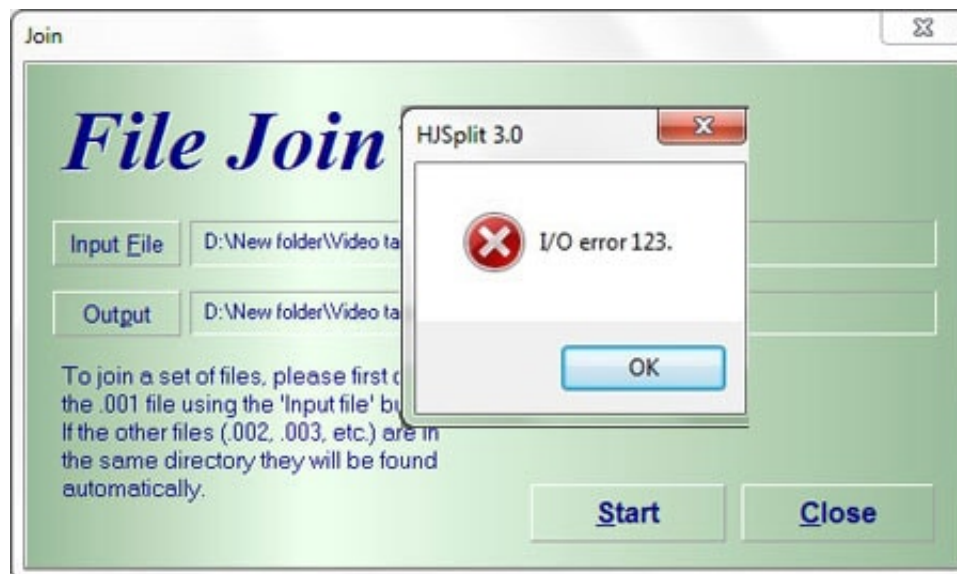 Join
File Join
HJSplit 3.0
I/O error 123.
OK
Input File
D:\New folder\Video ta
Output
D:\New folder\Video ta
To join a set of files, please first
the .001 file using the 'Input file'
If the other files (.002, .003, etc.) are in
the same directory they will be found
automatically.
Start
Close